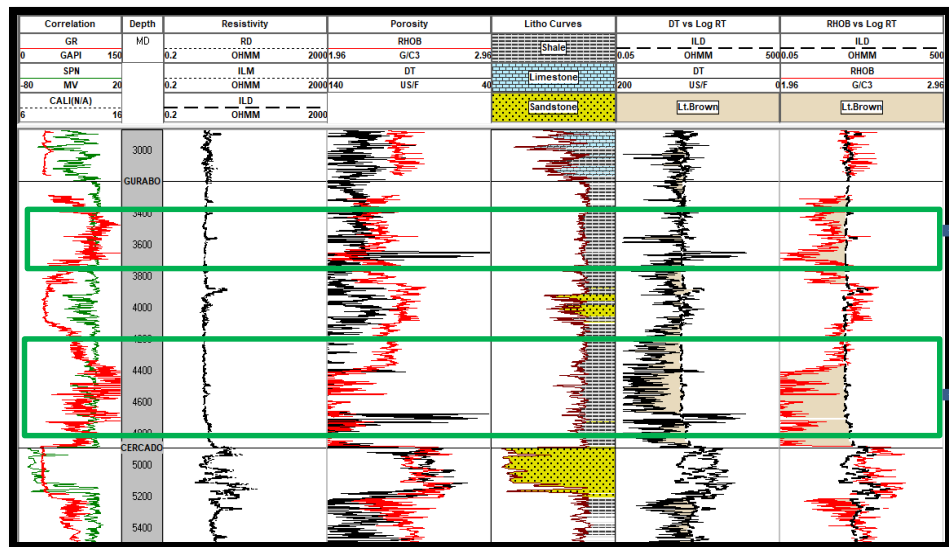 Correlation Depth Resistivity Porosity Litho Curves DT vs Log RT RHOB vs Log RT
GR MD RD RHOB Shale ILD ILD
0 GAPI 150 0.2 OHMM 2000 1.96 G/C3 2.96 0.05 OHMM 500 0.05 OHMM 500
SPN ILM DT Limestone DT RHOB
-80 MV 20 0.2 OHMM 2000 140 US/F 40 200 US/F 0 1.96 G/C3 2.96
CALI(N/A) ILD Sandstone Lt.Brown Lt.Brown
6 16 0.2 OHMM 2000
3000
GURABO
3400
3600
3800
4000
4400
4600
CERCADO
5000
5200
5400